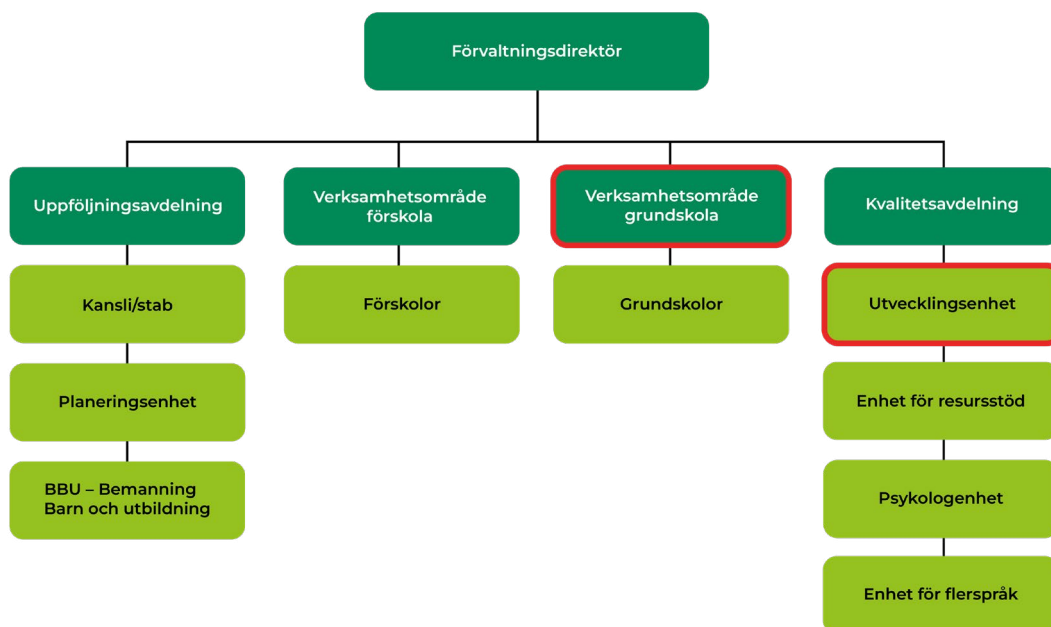 Förvaltningsdirektör
Uppföljningsavdelning
Verksamhetsområde
förskola
Verksamhetsområde
grundskola
Kvalitetsavdelning
Kansli/stab
Förskolor
Grundskolor
Utvecklingsenhet
Planeringsenhet
Enhet för resursstöd
BBU – Bemanning
Barn och utbildning
Psykologenhet
Enhet för flerspråk